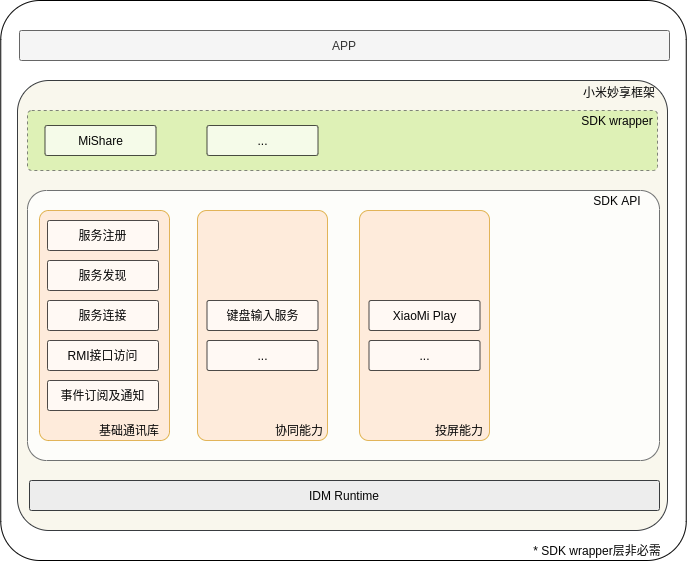 APP
小米妙享框架
SDK wrapper
MiShare
...
SDK API
服务注册
服务发现
服务连接
RMI接口访问
事件订阅及通知
基础通讯库
键盘输入服务
...
协同能力
XiaoMi Play
...
投屏能力
IDM Runtime
* SDK wrapper层非必需